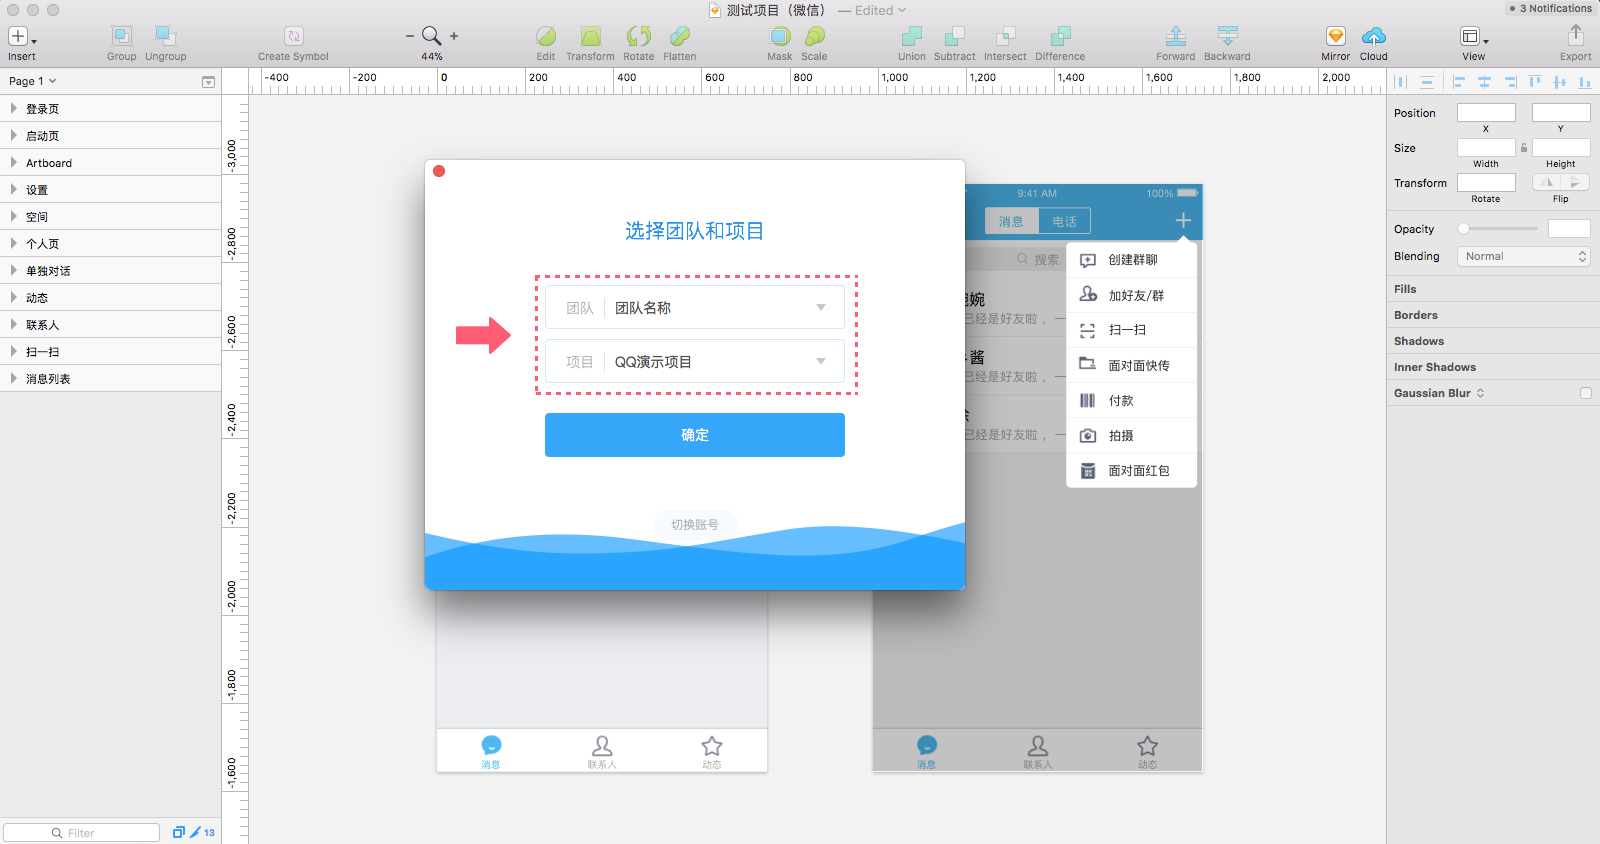 测试项目（微信） — Edited
3 Notifications
Insert
Group
Ungroup
Create Symbol
44%
Edit
Transform
Rotate
Flatten
Mask
Scale
Union
Subtract
Intersect
Difference
Forward
Backward
Mirror
Cloud
View
Export
Page 1
-400 -200 0 200 400 600 800 1,000 1,200 1,400 1,600 1,800 2,000
登录页
启动页
Artboard
设置
空间
个人页
单独对话
动态
联系人
扫一扫
消息列表
Filter
13
-3,000
-2,800
-2,600
-2,400
-2,200
-2,000
-1,800
-1,600
选择团队和项目
团队 团队名称
项目 QQ演示项目
确定
切换账号
消息
联系人
动态
9:41 AM
100%
消息 电话
搜索
婉
已经是好友啦，一
酱
已经是好友啦，一
已经是好友啦，一
创建群聊
加好友/群
扫一扫
面对面快传
付款
拍摄
面对面红包
消息
联系人
动态
Position
X
Y
Size
Width
Height
Transform
Rotate
Flip
Opacity
Blending Normal
Fills
Borders
Shadows
Inner Shadows
Gaussian Blur